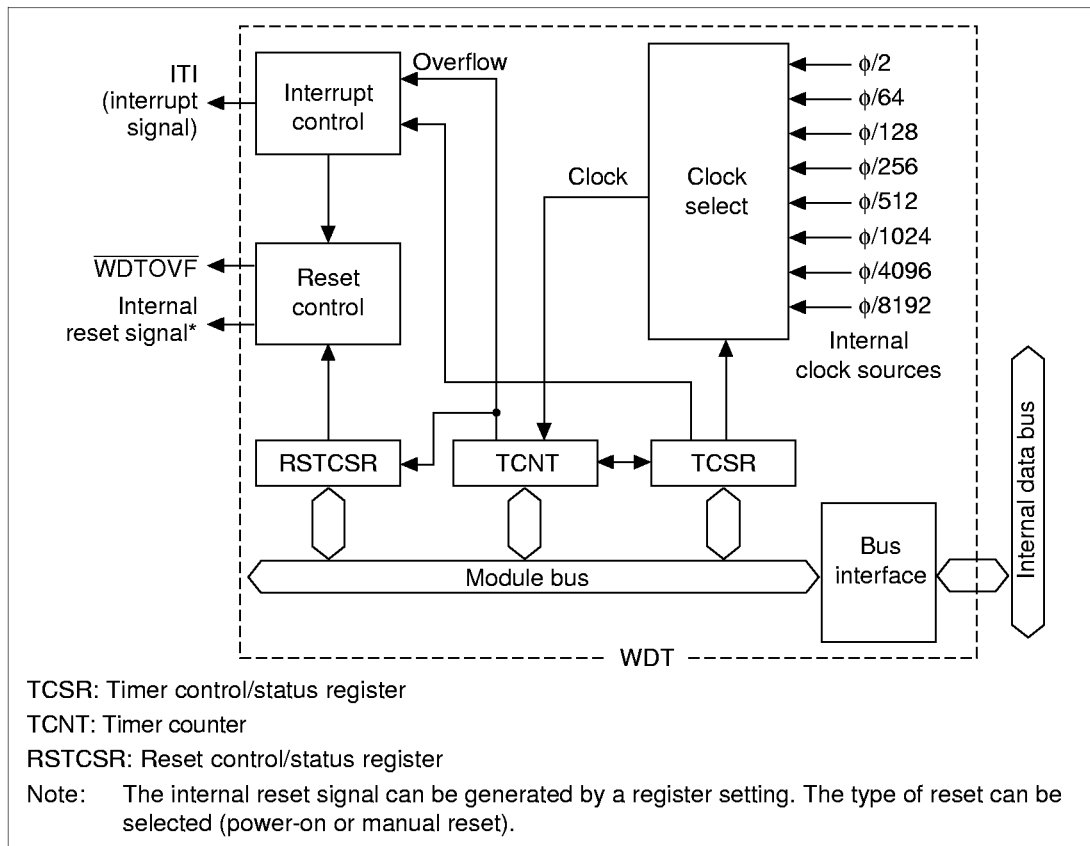 Overflow
ITI
(interrupt
signal)
Interrupt
control
Clock
Clock
select
ϕ/2
ϕ/64
ϕ/128
ϕ/256
ϕ/512
ϕ/1024
ϕ/4096
ϕ/8192
Internal
clock sources
WDTOVF
Internal
reset signal*
Reset
control
RSTCSR
TCNT
TCSR
Module bus
Bus
interface
Internal data bus
WDT
TCSR: Timer control/status register
TCNT: Timer counter
RSTCSR: Reset control/status register
Note: The internal reset signal can be generated by a register setting. The type of reset can be
selected (power-on or manual reset).